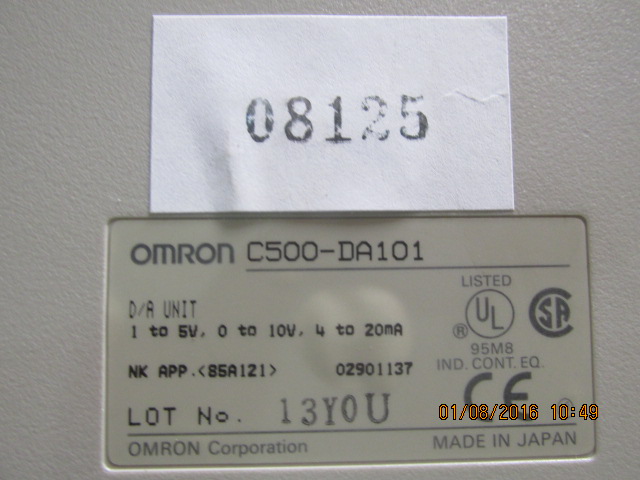 08125
OMRON C500-DA101
LISTED
D/A UNIT
UL
SA
1 to 5V, 0 to 10V, 4 to 20mA
®
95M8
NK APP.<85A121> 02901137
IND. CONT. EQ.
CE
LOT No. 13Y0U
01/08/2016 10:49
OMRON Corporation
MADE IN JAPAN